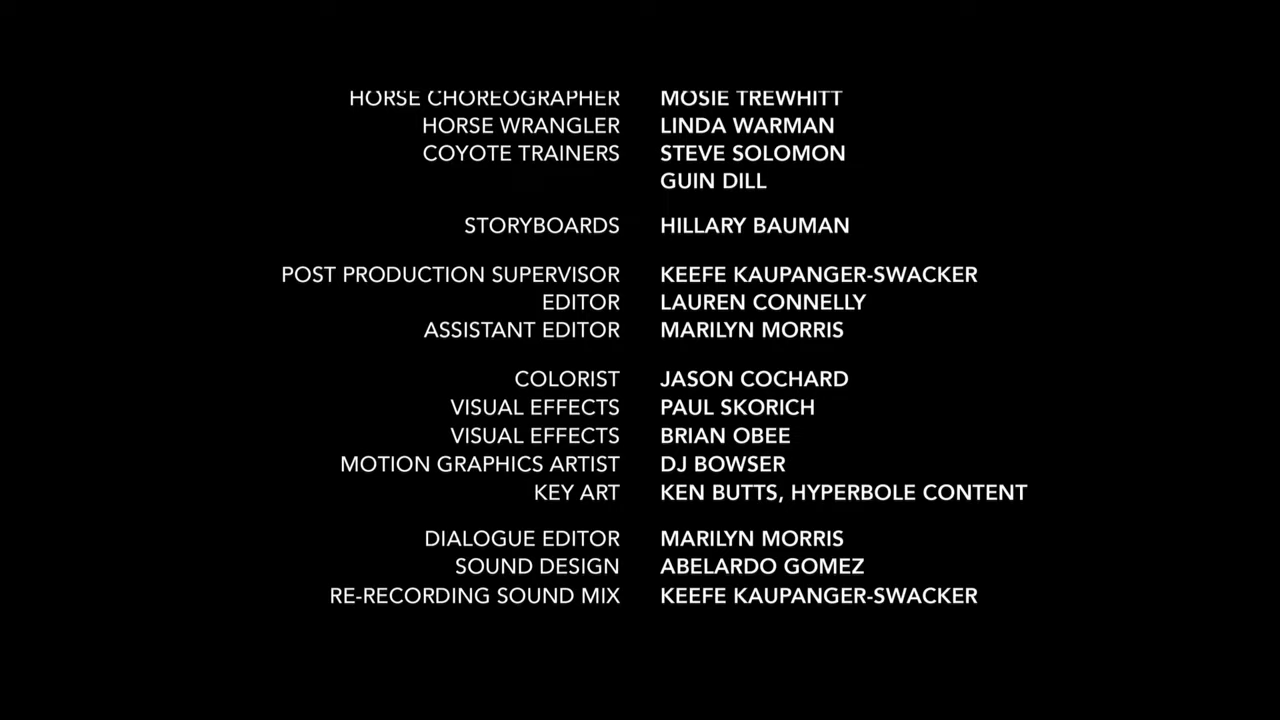 HORSE CHOREOGRAPHER MOSIE TREWHITT
HORSE WRANGLER LINDA WARMAN
COYOTE TRAINERS STEVE SOLOMON
GUIN DILL
STORYBOARDS HILLARY BAUMAN
POST PRODUCTION SUPERVISOR KEEFE KAUPANGER-SWACKER
EDITOR LAUREN CONNELLY
ASSISTANT EDITOR MARILYN MORRIS
COLORIST JASON COCHARD
VISUAL EFFECTS PAUL SKORICH
VISUAL EFFECTS BRIAN OBEE
MOTION GRAPHICS ARTIST DJ BOWSER
KEY ART KEN BUTTS, HYPERBOLE CONTENT
DIALOGUE EDITOR MARILYN MORRIS
SOUND DESIGN ABELARDO GOMEZ
RE-RECORDING SOUND MIX KEEFE KAUPANGER-SWACKER